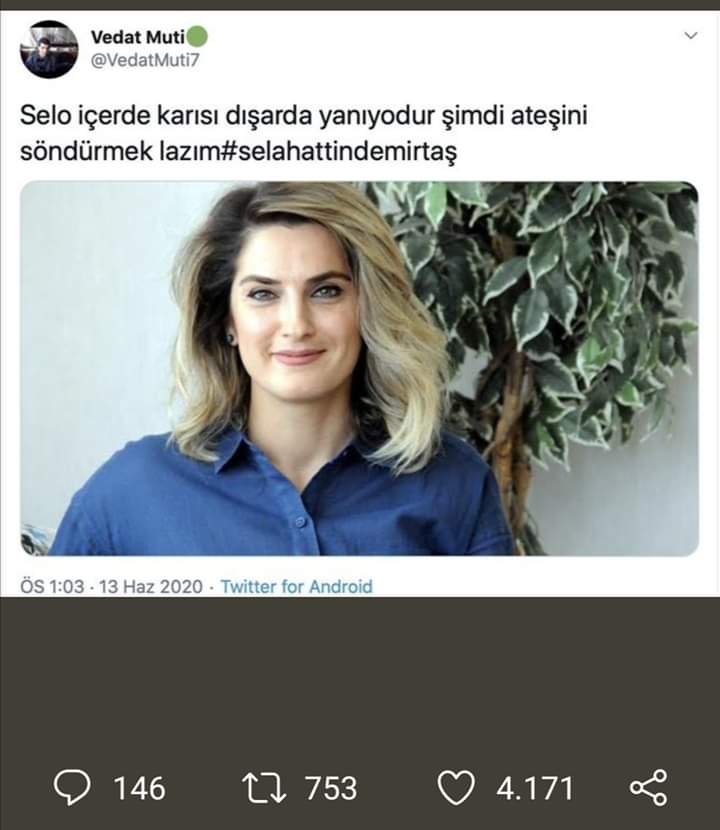 Vedat Muti
@VedatMuti7
Selo içerde karısı dışarda yanıyodur şimdi ateşini
söndürmek lazım#selahattindemirtaş
ÖS 1:03 · 13 Haz 2020 · Twitter for Android
146 753 4.171